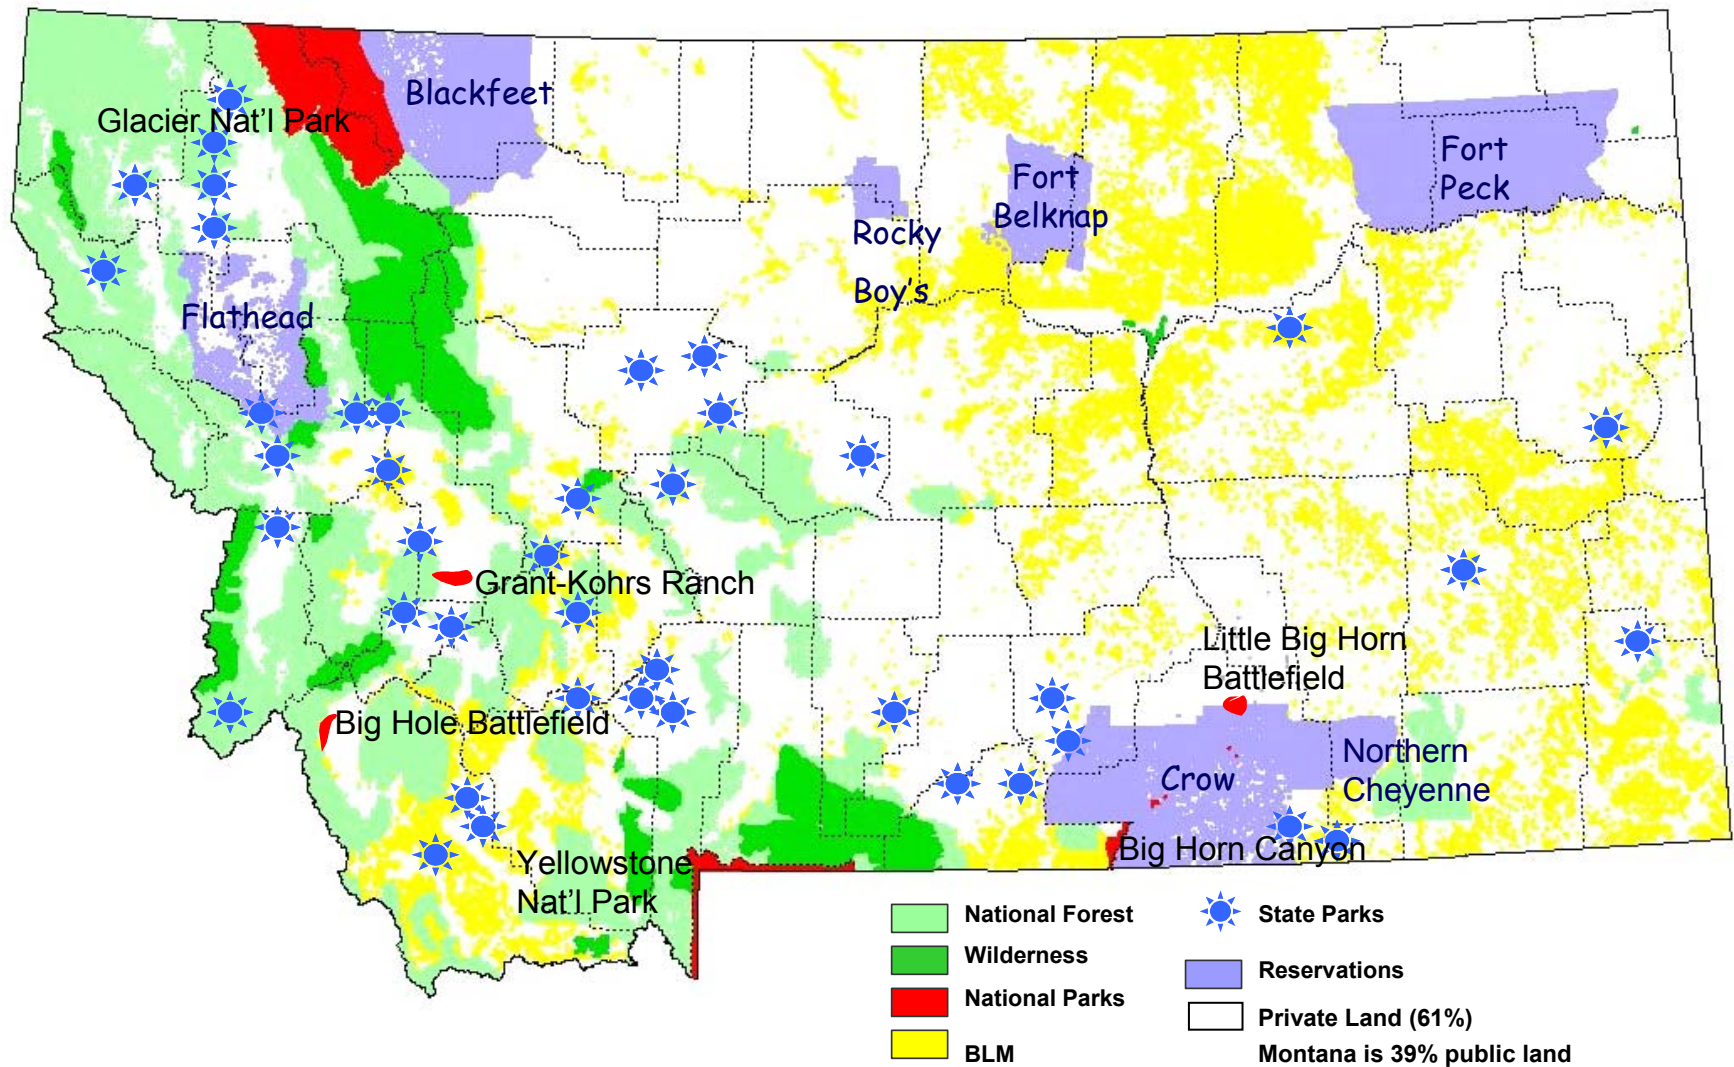 Blackfeet
Glacier Nat'l Park
Fort
Peck
Fort
Belknap
Rocky
Boy's
Flathead
Grant-Kohrs Ranch
Little Big Horn
Battlefield
Big Hole Battlefield
Northern
Cheyenne
Crow
Big Horn Canyon
Yellowstone
Nat'l Park
National Forest
Wilderness
National Parks
BLM
State Parks
Reservations
Private Land (61%)
Montana is 39% public land